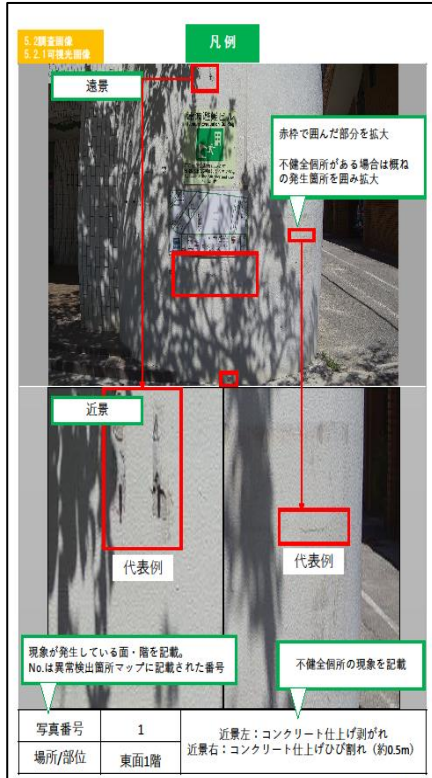 5.2調査画像
5.2.1可視光画像
凡例
遠景
赤枠で囲んだ部分を拡大
不健全個所がある場合は概ね
の発生箇所を囲み拡大
津波避難ビル
近景
代表例
代表例
現象が発生している面・階を記載。
No.は異常検出箇所マップに記載された番号
不健全個所の現象を記載
写真番号
1
場所/部位
東面1階
近景左：コンクリート仕上げ剥がれ
近景右：コンクリート仕上げひび割れ（約0.5m）